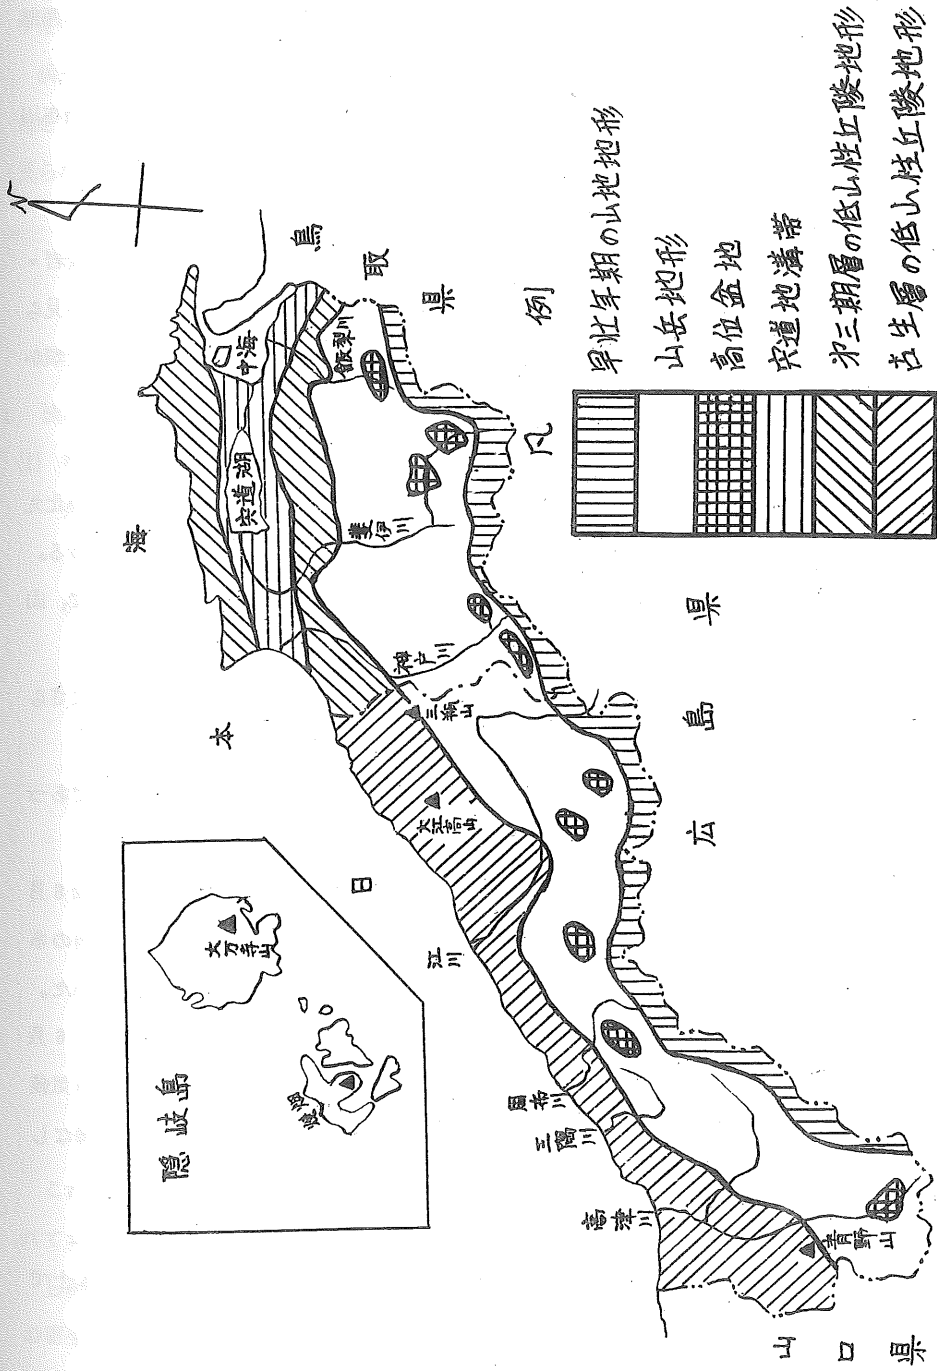 N
鳥
取
県
海
本
日
中海
飯梨川
宍道湖
斐伊川
神戸川
三瓶山
大江高山
江川
周布川
三隅川
高津川
青野山
山
口
県
広
島
県
隠岐島
大万寺山
凡例
早壮年期の山地地形
山岳地形
高位盆地
宍道地溝帯
才三期層の低山性丘陵地形
古生層の低山性丘陵地形